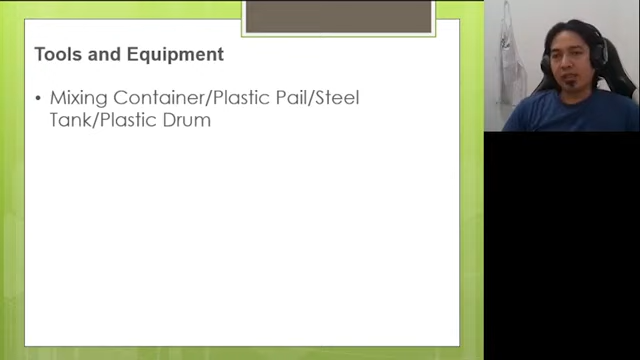 Tools and Equipment
• Mixing Container/Plastic Pail/Steel
Tank/Plastic Drum